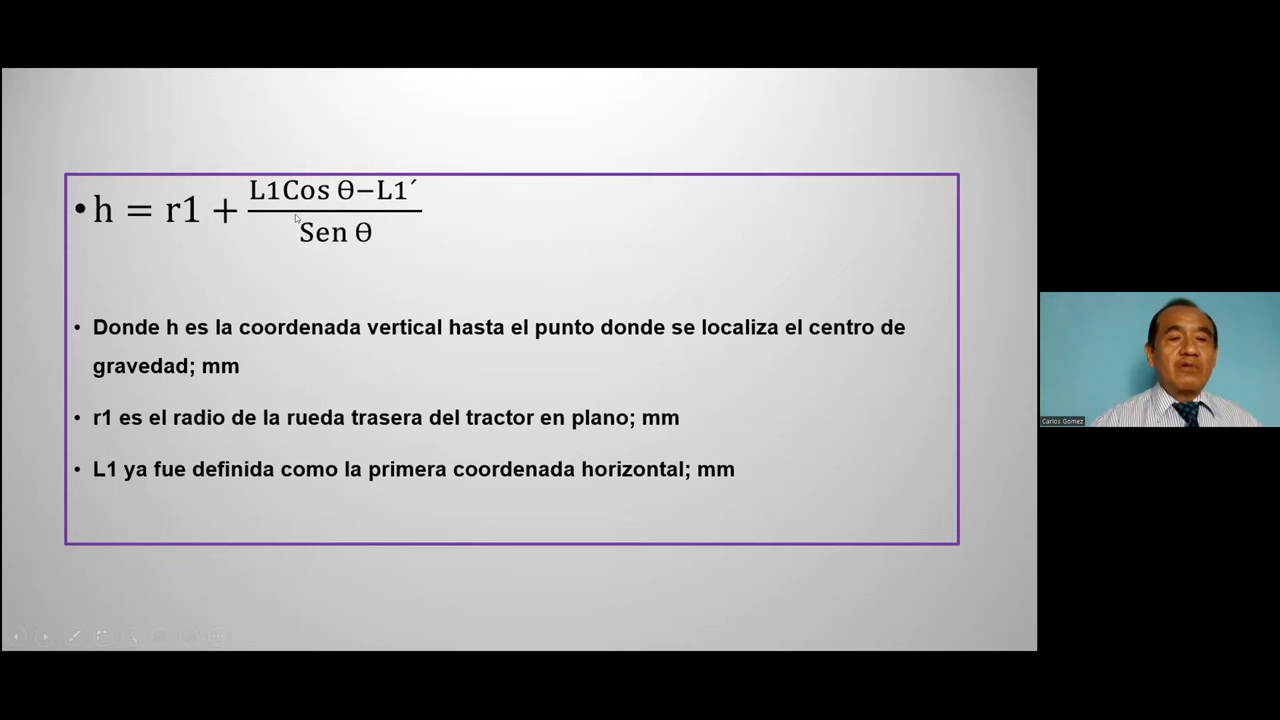 • h = r1 + (L1Cos Ѳ−L1´)/(Sen Ѳ)
• Donde h es la coordenada vertical hasta el punto donde se localiza el centro de
gravedad; mm
• r1 es el radio de la rueda trasera del tractor en plano; mm
• L1 ya fue definida como la primera coordenada horizontal; mm
Carlos Gomez